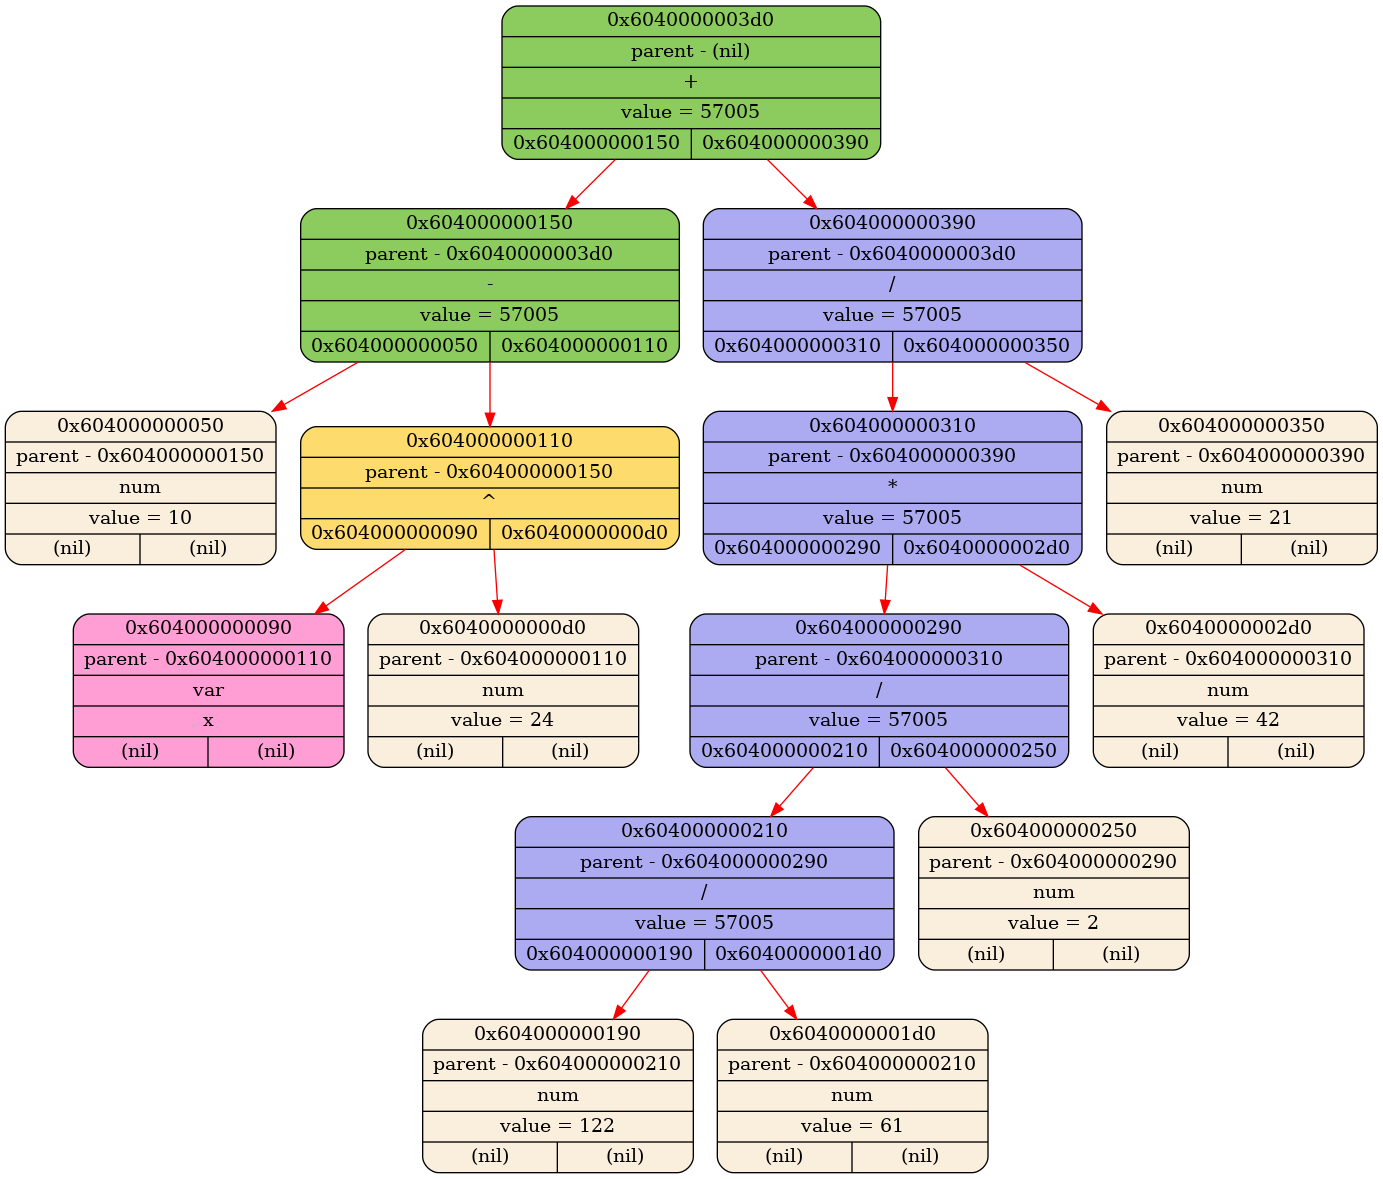 0x6040000003d0
parent - (nil)
+
value = 57005
0x604000000150 0x604000000390
0x604000000150
parent - 0x6040000003d0
-
value = 57005
0x604000000050 0x604000000110
0x604000000390
parent - 0x6040000003d0
/
value = 57005
0x604000000310 0x604000000350
0x604000000050
parent - 0x604000000150
num
value = 10
(nil) (nil)
0x604000000110
parent - 0x604000000150
^
0x604000000090 0x6040000000d0
0x604000000310
parent - 0x604000000390
*
value = 57005
0x604000000290 0x6040000002d0
0x604000000350
parent - 0x604000000390
num
value = 21
(nil) (nil)
0x604000000090
parent - 0x604000000110
var
x
(nil) (nil)
0x6040000000d0
parent - 0x604000000110
num
value = 24
(nil) (nil)
0x604000000290
parent - 0x604000000310
/
value = 57005
0x604000000210 0x604000000250
0x6040000002d0
parent - 0x604000000310
num
value = 42
(nil) (nil)
0x604000000210
parent - 0x604000000290
/
value = 57005
0x604000000190 0x6040000001d0
0x604000000250
parent - 0x604000000290
num
value = 2
(nil) (nil)
0x604000000190
parent - 0x604000000210
num
value = 122
(nil) (nil)
0x6040000001d0
parent - 0x604000000210
num
value = 61
(nil) (nil)